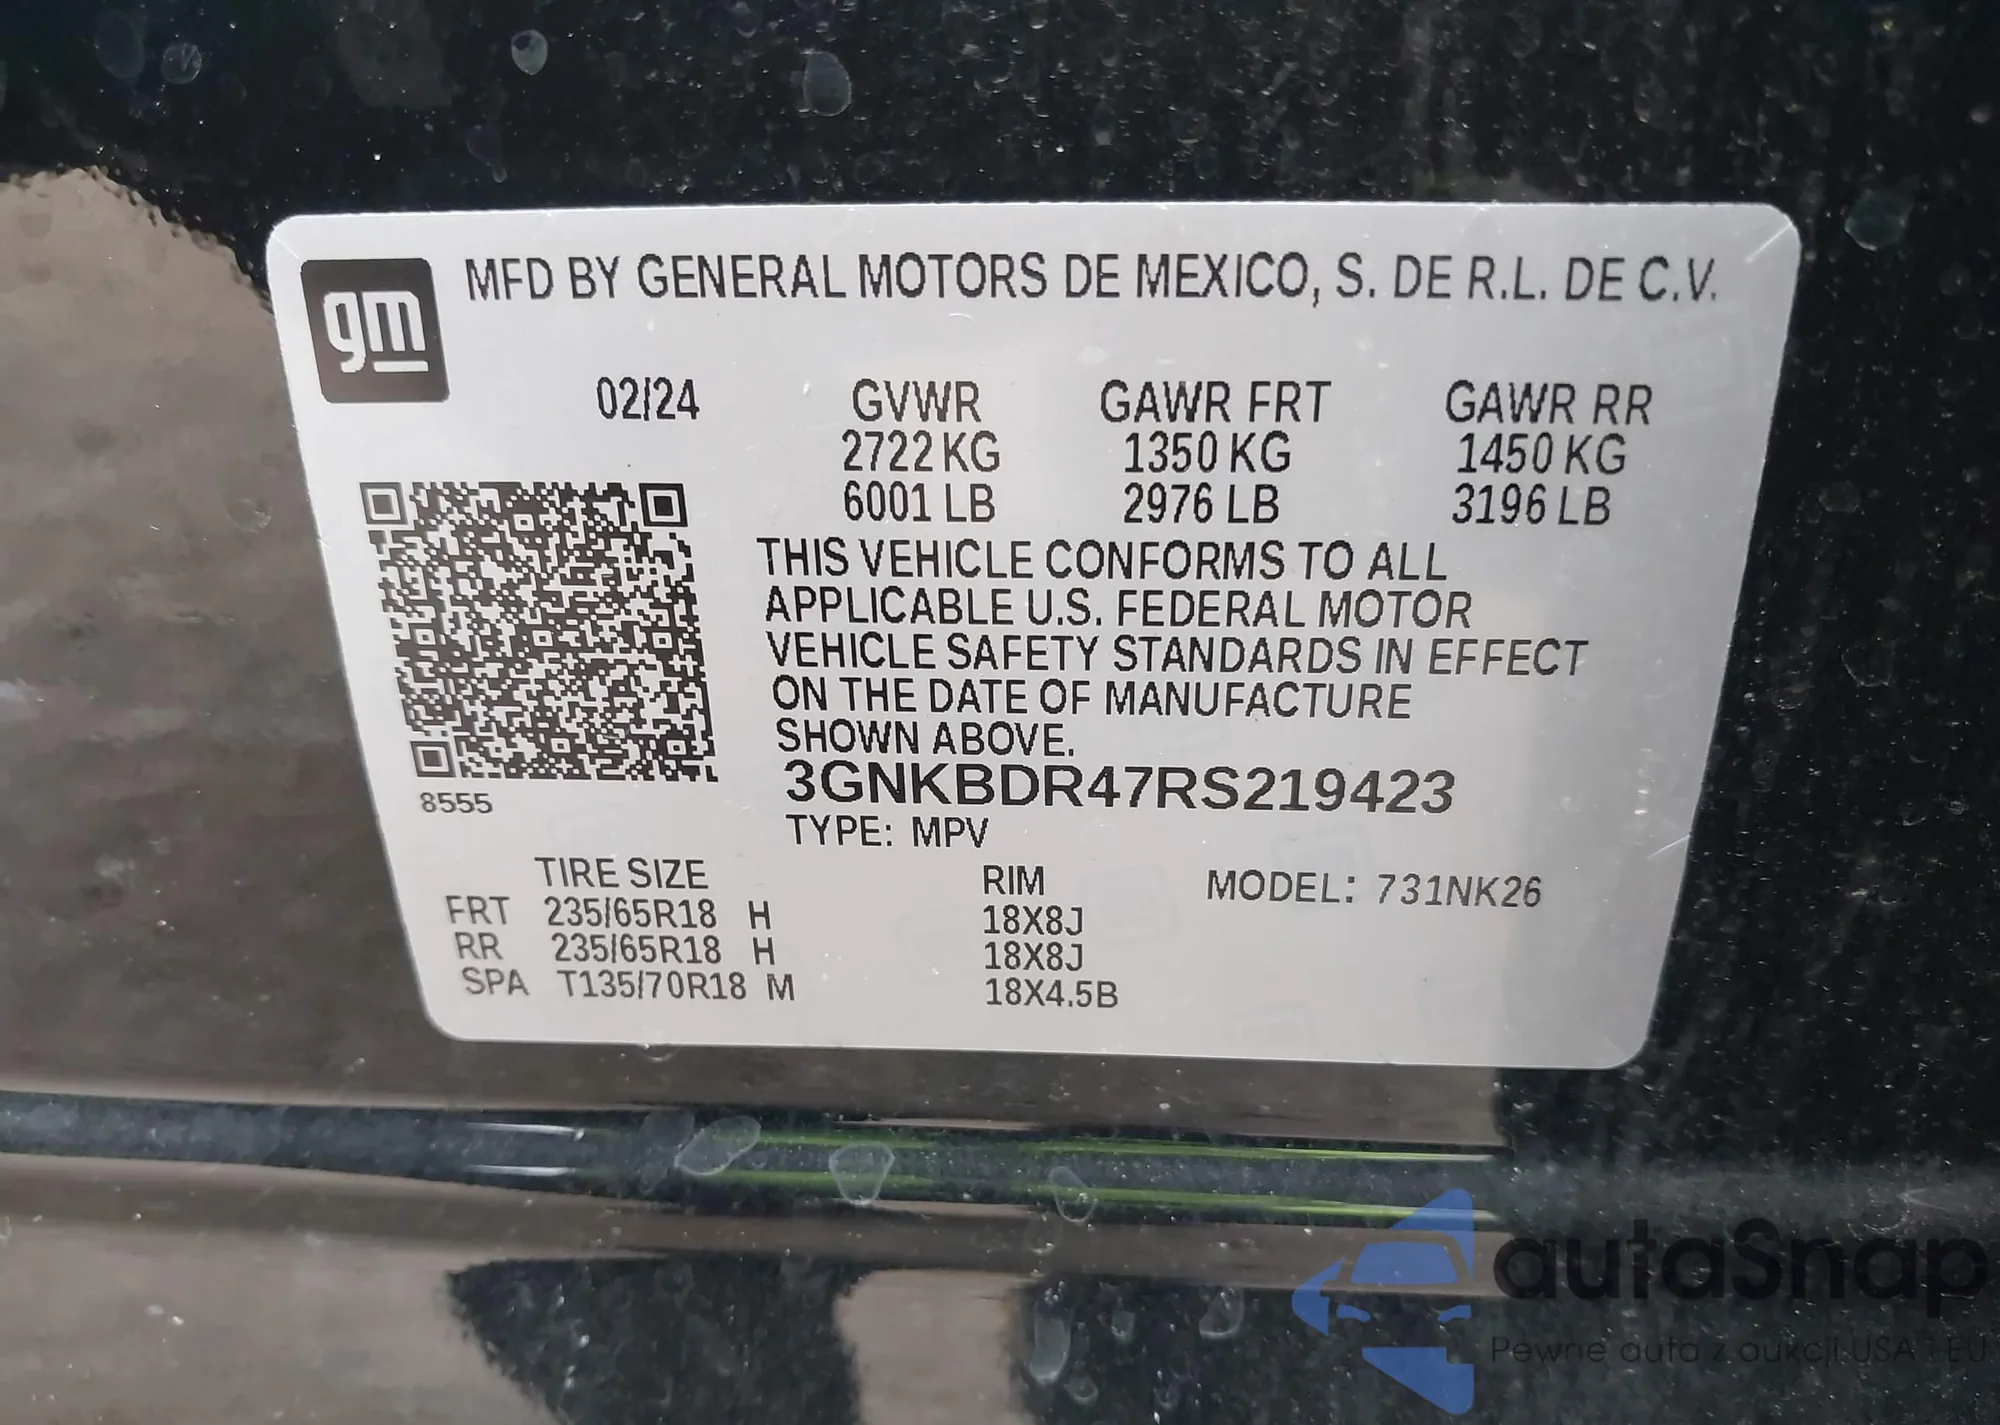 gm
MFD BY GENERAL MOTORS DE MEXICO, S. DE R.L. DE C.V.
02/24 GVWR GAWR FRT GAWR RR
2722 KG 1350 KG 1450 KG
6001 LB 2976 LB 3196 LB
THIS VEHICLE CONFORMS TO ALL
APPLICABLE U.S. FEDERAL MOTOR
VEHICLE SAFETY STANDARDS IN EFFECT
ON THE DATE OF MANUFACTURE
SHOWN ABOVE.
3GNKBDR47RS219423
8555
TYPE: MPV
TIRE SIZE RIM MODEL: 731NK26
FRT 235/65R18 H 18X8J
RR 235/65R18 H 18X8J
SPA T135/70R18 M 18X4.5B
autaSnap
Pewne auta z aukcji USA i EU